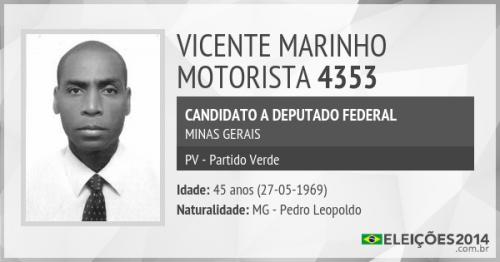 VICENTE MARINHO
MOTORISTA 4353
CANDIDATO A DEPUTADO FEDERAL
MINAS GERAIS
PV - Partido Verde
Idade: 45 anos (27-05-1969)
Naturalidade: MG - Pedro Leopoldo
ELEIÇÕES2014
.com.br